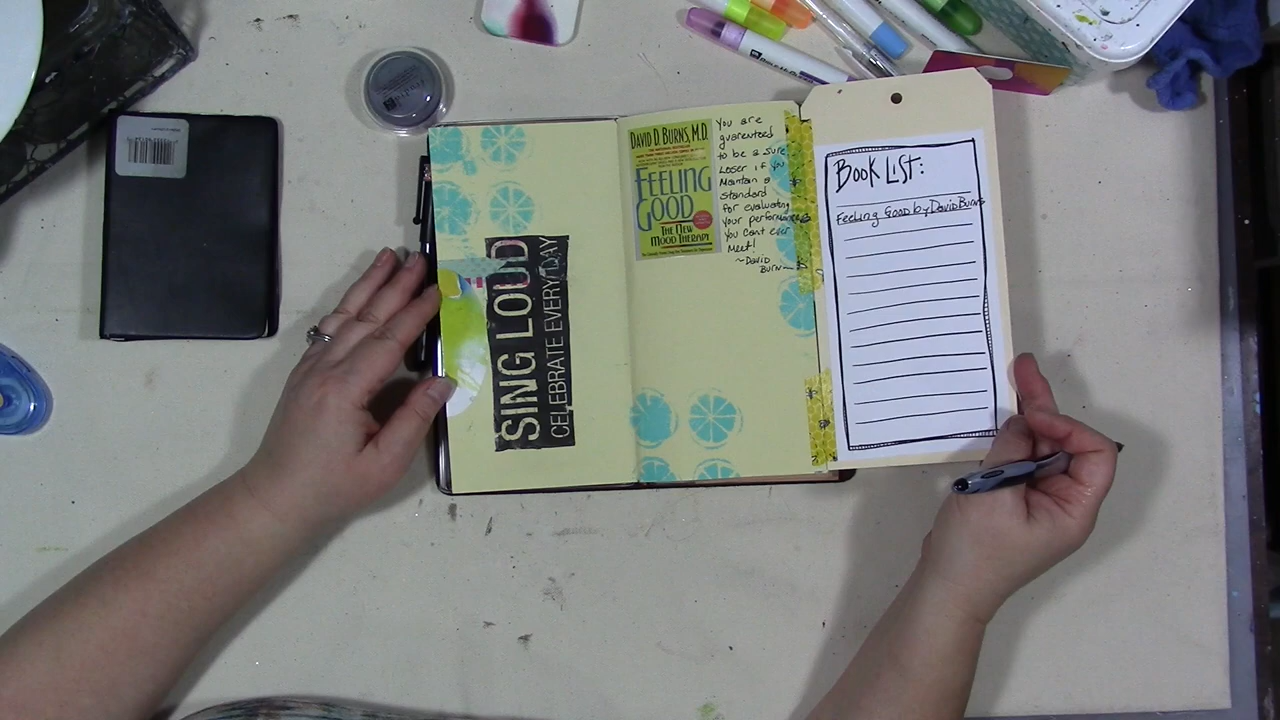 SING LOUD
CELEBRATE EVERY DAY
DAVID D. BURNS, M.D.
FEELING
GOOD
THE NEW
MOOD THERAPY
You are
guarenteed
to be a sure
Loser if you
Maintain a
standard
for evaluating
your performance
you cant ever
Meet!
~David
Burn
BOOK LIST:
Feeling Good by David Burns